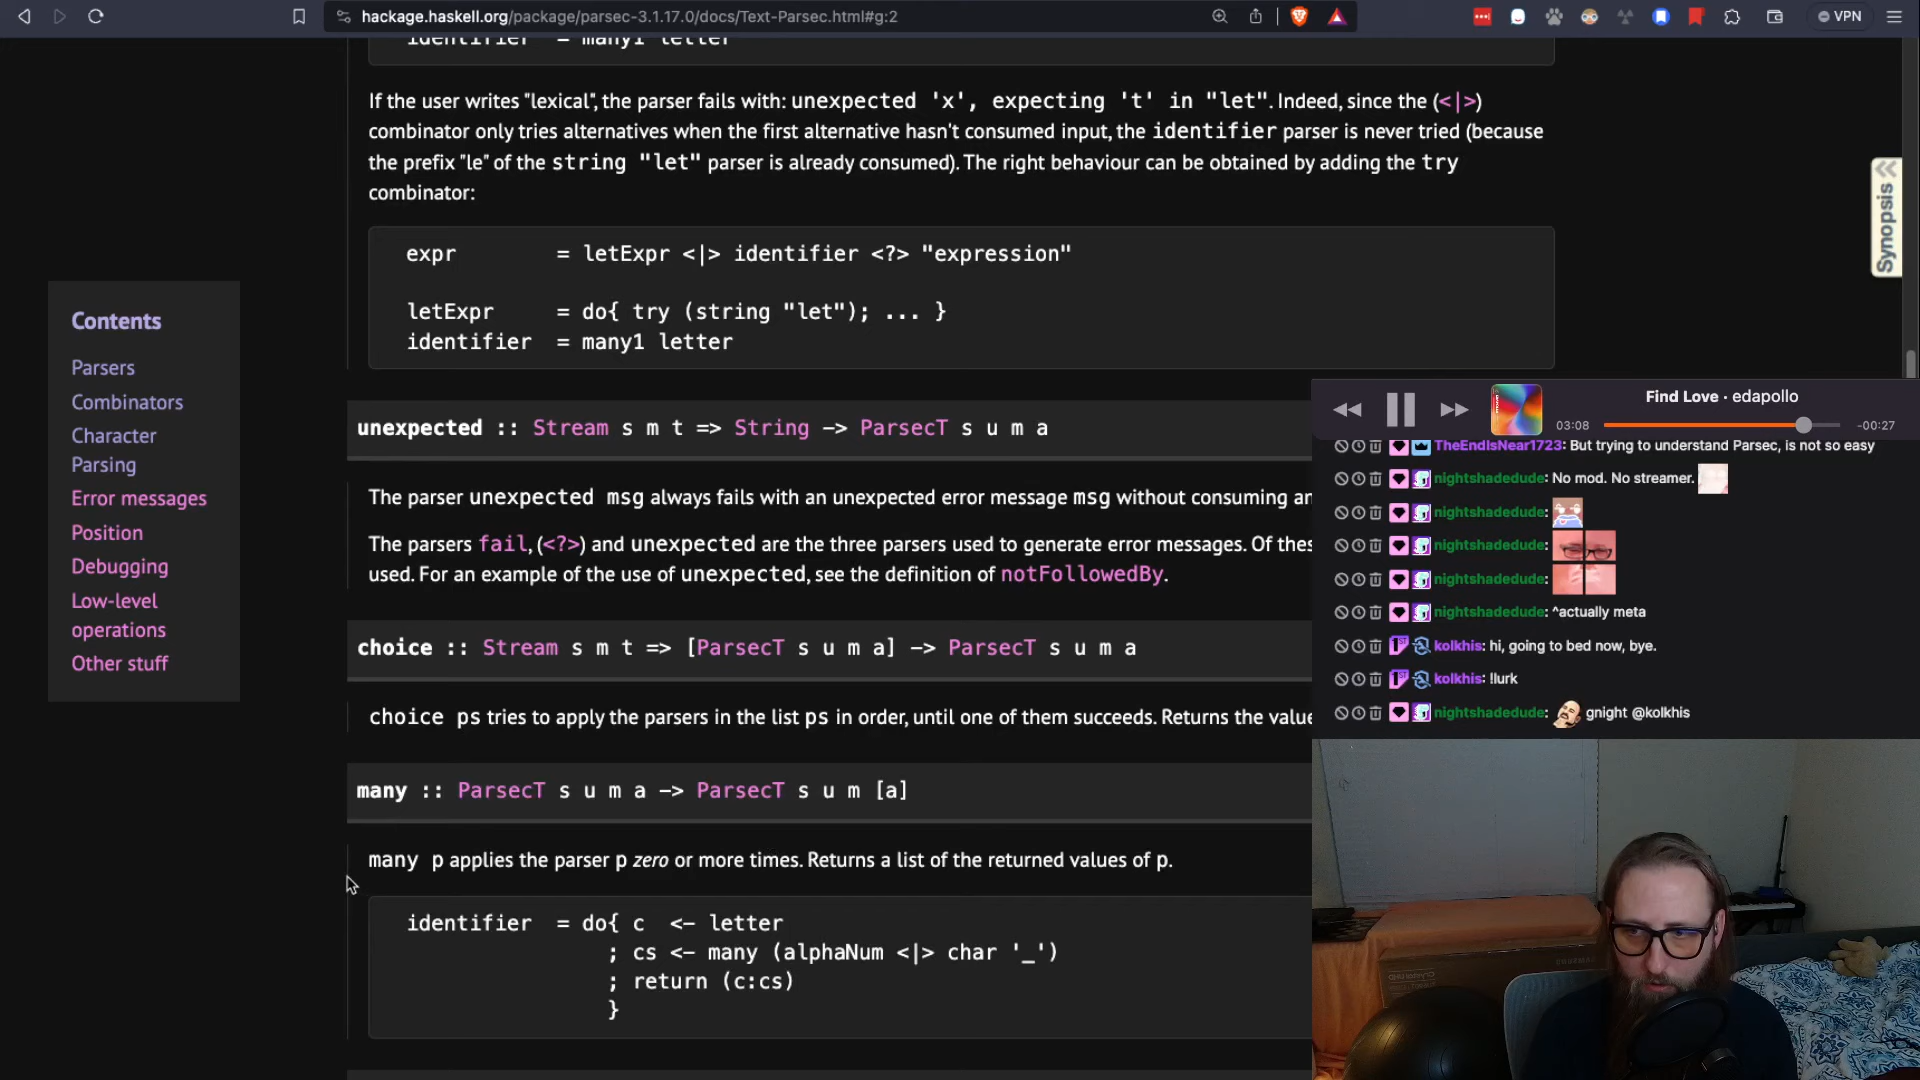 hackage.haskell.org/package/parsec-3.1.17.0/docs/Text-Parsec.html#g:2
VPN
identifier = many1 letter
If the user writes "lexical", the parser fails with: unexpected 'x', expecting 't' in "let". Indeed, since the (<|>)
combinator only tries alternatives when the first alternative hasn't consumed input, the identifier parser is never tried (because
the prefix "le" of the string "let" parser is already consumed). The right behaviour can be obtained by adding the try
combinator:
expr = letExpr <|> identifier <?> "expression"
letExpr = do{ try (string "let"); ... }
identifier = many1 letter
Synopsis
Contents
Parsers
Combinators
Character
Parsing
Error messages
Position
Debugging
Low-level
operations
Other stuff
unexpected :: Stream s m t => String -> ParsecT s u m a
The parser unexpected msg always fails with an unexpected error message msg without consuming an
The parsers fail, (<?>) and unexpected are the three parsers used to generate error messages. Of thes
used. For an example of the use of unexpected, see the definition of notFollowedBy.
choice :: Stream s m t => [ParsecT s u m a] -> ParsecT s u m a
choice ps tries to apply the parsers in the list ps in order, until one of them succeeds. Returns the value
many :: ParsecT s u m a -> ParsecT s u m [a]
many p applies the parser p zero or more times. Returns a list of the returned values of p.
identifier = do{ c <- letter
; cs <- many (alphaNum <|> char '_')
; return (c:cs)
}
Find Love · edapollo
03:08
-00:27
TheEndIsNear1723: But trying to understand Parsec, is not so easy
nightshadedude: No mod. No streamer.
nightshadedude:
nightshadedude:
nightshadedude:
nightshadedude: ^actually meta
kolkhis: hi, going to bed now, bye.
kolkhis: !lurk
nightshadedude: gnight @kolkhis